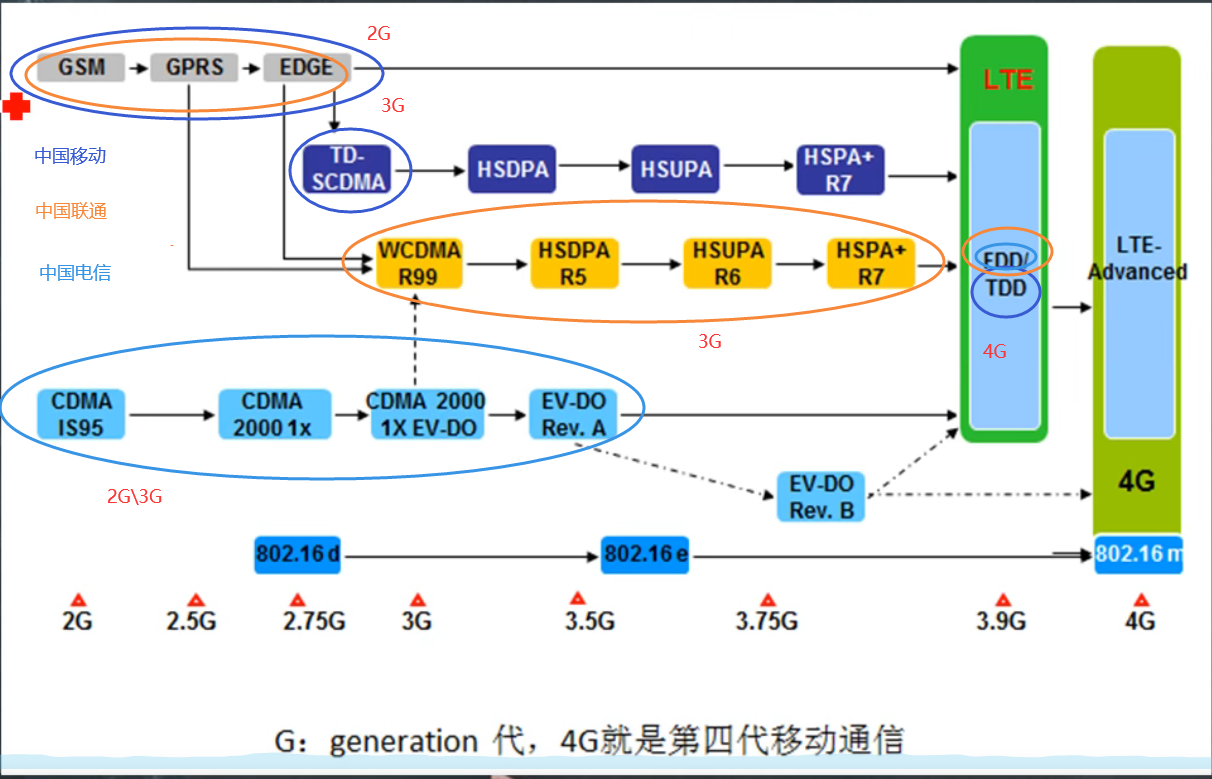 2G
GSM
GPRS
EDGE
LTE
3G
中国移动
TD-
SCDMA
HSDPA
HSUPA
HSPA+
R7
中国联通
WCDMA
R99
HSDPA
R5
HSUPA
R6
HSPA+
R7
FDD/
TDD
LTE-
Advanced
中国电信
3G
4G
CDMA
IS95
CDMA
2000 1x
CDMA 2000
1X EV-DO
EV-DO
Rev. A
2G\3G
EV-DO
Rev. B
4G
802.16 d
802.16 e
802.16 m
2G
2.5G
2.75G
3G
3.5G
3.75G
3.9G
4G
G：generation 代，4G就是第四代移动通信